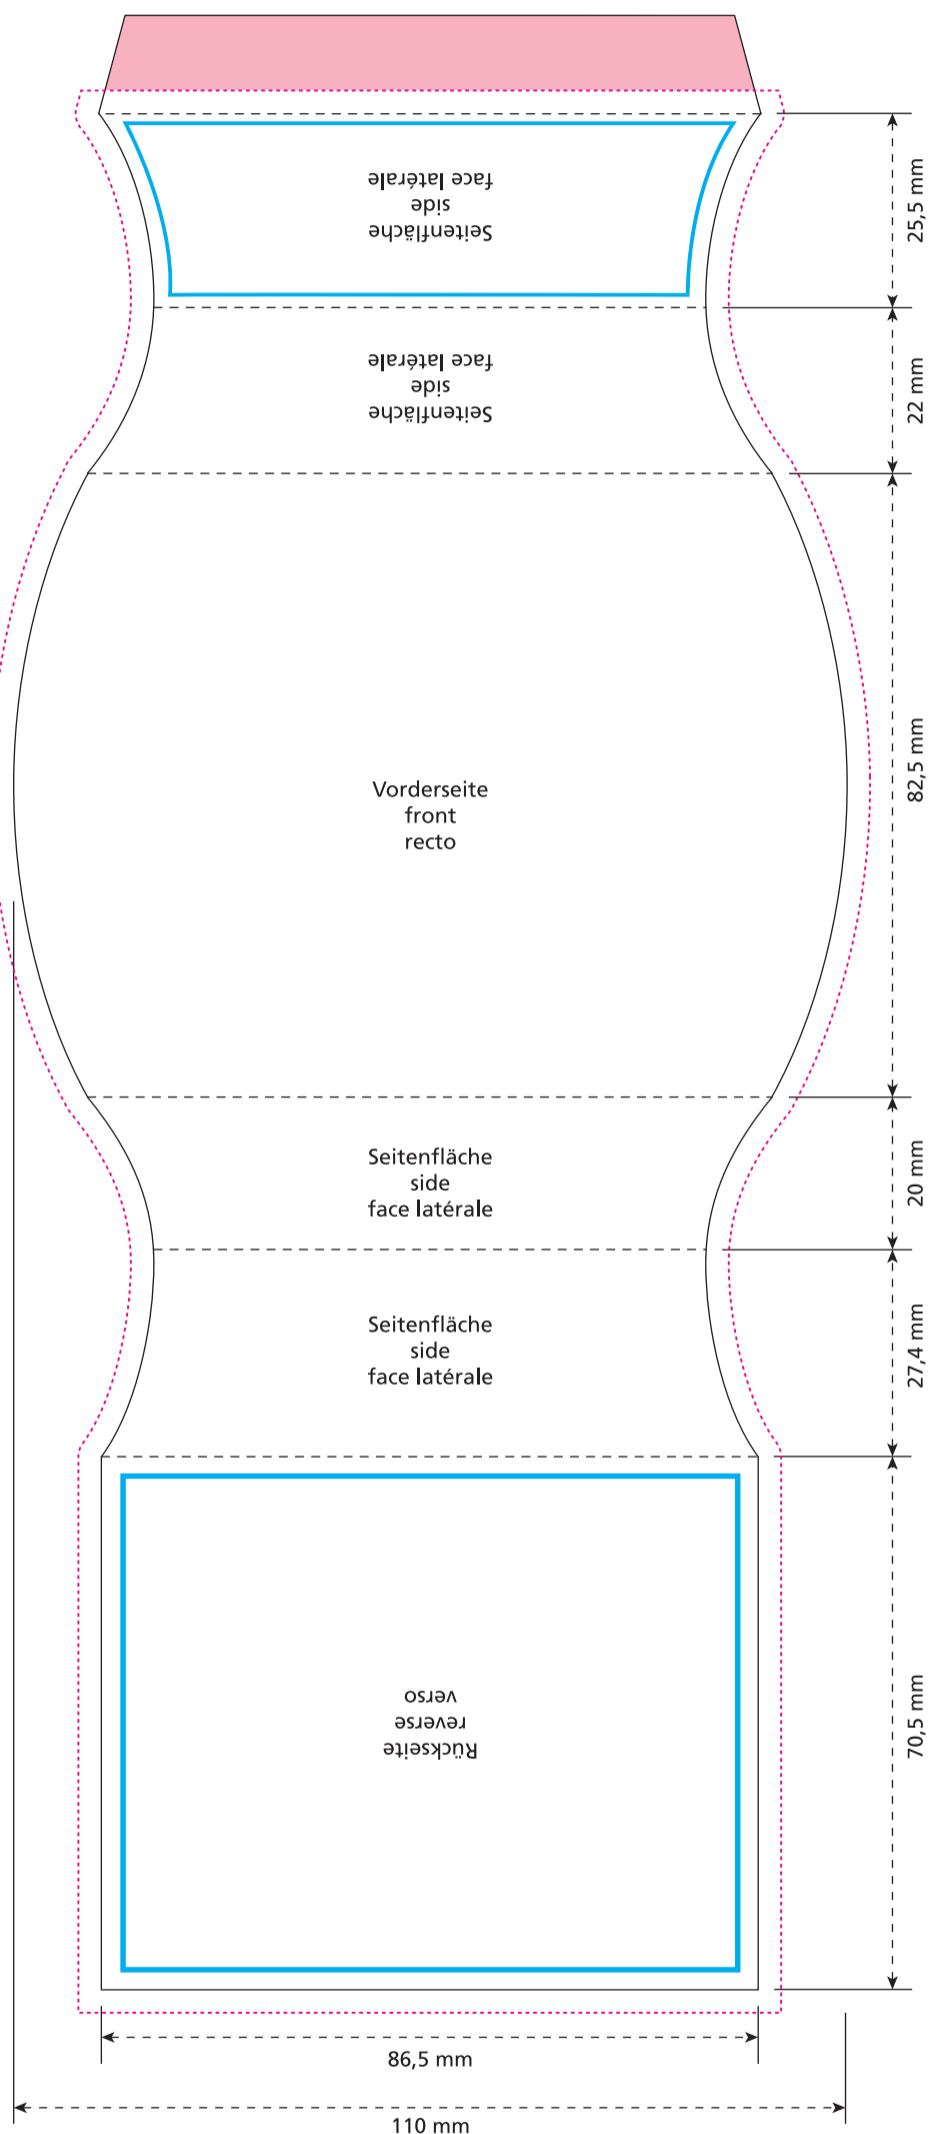 Seitenfläche
side
face latérale
25,5 mm
Seitenfläche
side
face latérale
22 mm
Vorderseite
front
recto
82,5 mm
Seitenfläche
side
face latérale
20 mm
Seitenfläche
side
face latérale
27,4 mm
Rückseite
reverse
verso
70,5 mm
86,5 mm
110 mm